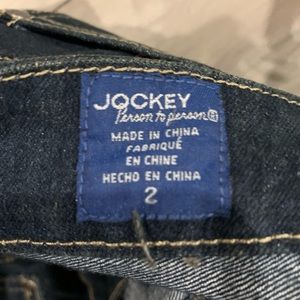 JOCKEY
Person to person®
MADE IN CHINA
FABRIQUÉ
EN CHINE
HECHO EN CHINA
2